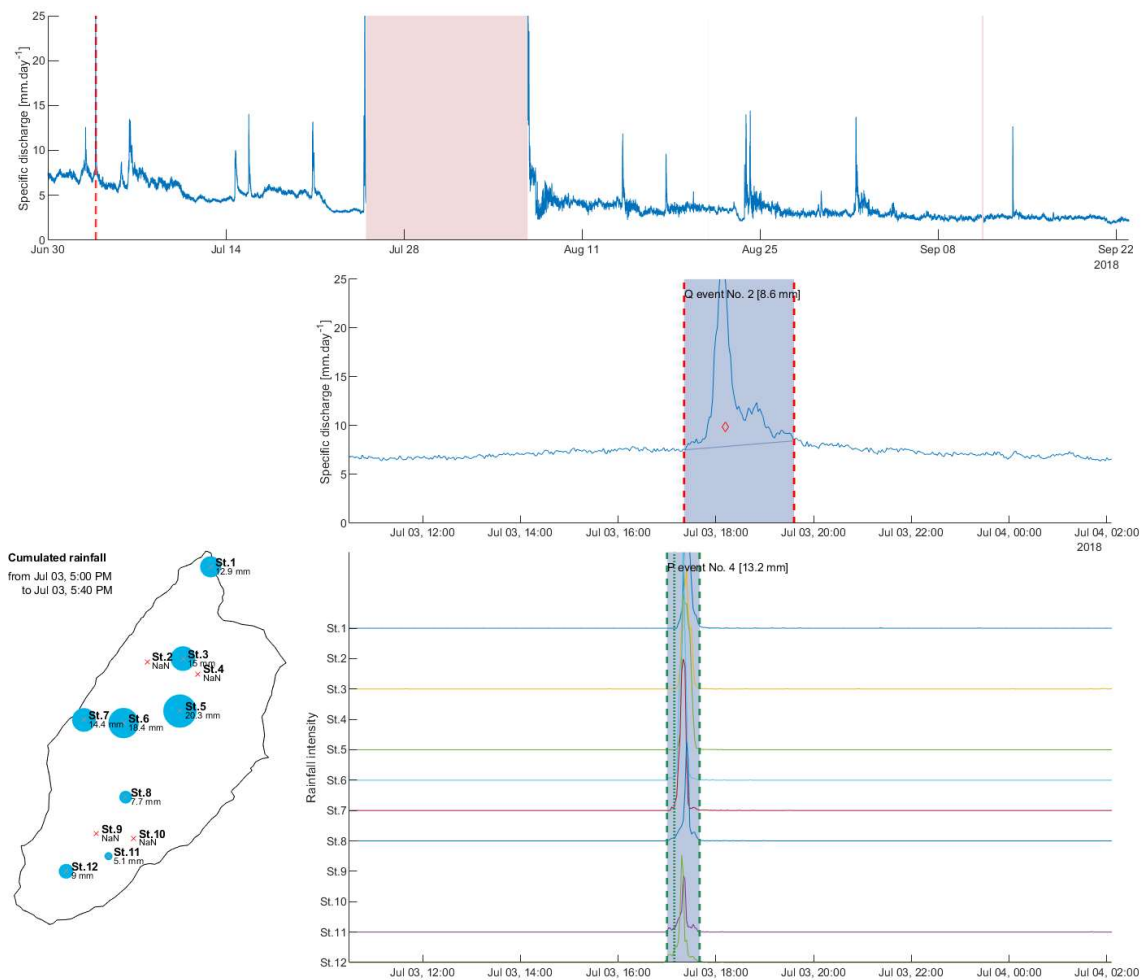 25
20
15
10
5
0
Specific discharge [mm.day-1]
Jun 30
Jul 14
Jul 28
Aug 11
Aug 25
Sep 08
Sep 22
2018
25
20
15
10
5
0
Specific discharge [mm.day-1]
Q event No. 2 [8.6 mm]
Jul 03, 12:00
Jul 03, 14:00
Jul 03, 16:00
Jul 03, 18:00
Jul 03, 20:00
Jul 03, 22:00
Jul 04, 00:00
Jul 04, 02:00
2018
Cumulated rainfall
from Jul 03, 5:00 PM
to Jul 03, 5:40 PM
St.1
12.9 mm
St.2
NaN
St.3
15 mm
St.4
NaN
St.5
20.3 mm
St.6
18.4 mm
St.7
14.4 mm
St.8
7.7 mm
St.9
NaN
St.10
NaN
St.11
5.1 mm
St.12
9 mm
P event No. 4 [13.2 mm]
Rainfall intensity
St.1
St.2
St.3
St.4
St.5
St.6
St.7
St.8
St.9
St.10
St.11
St.12
Jul 03, 12:00
Jul 03, 14:00
Jul 03, 16:00
Jul 03, 18:00
Jul 03, 20:00
Jul 03, 22:00
Jul 04, 00:00
Jul 04, 02:00